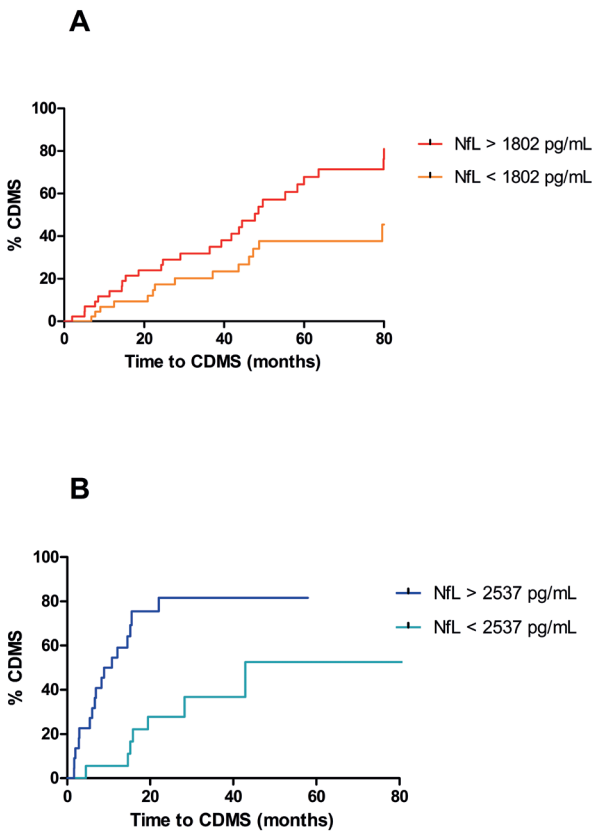 A
100
80
60
40
20
0
% CDMS
0 20 40 60 80
Time to CDMS (months)
NfL > 1802 pg/mL
NfL < 1802 pg/mL
B
100
80
60
40
20
0
% CDMS
0 20 40 60 80
Time to CDMS (months)
NfL > 2537 pg/mL
NfL < 2537 pg/mL